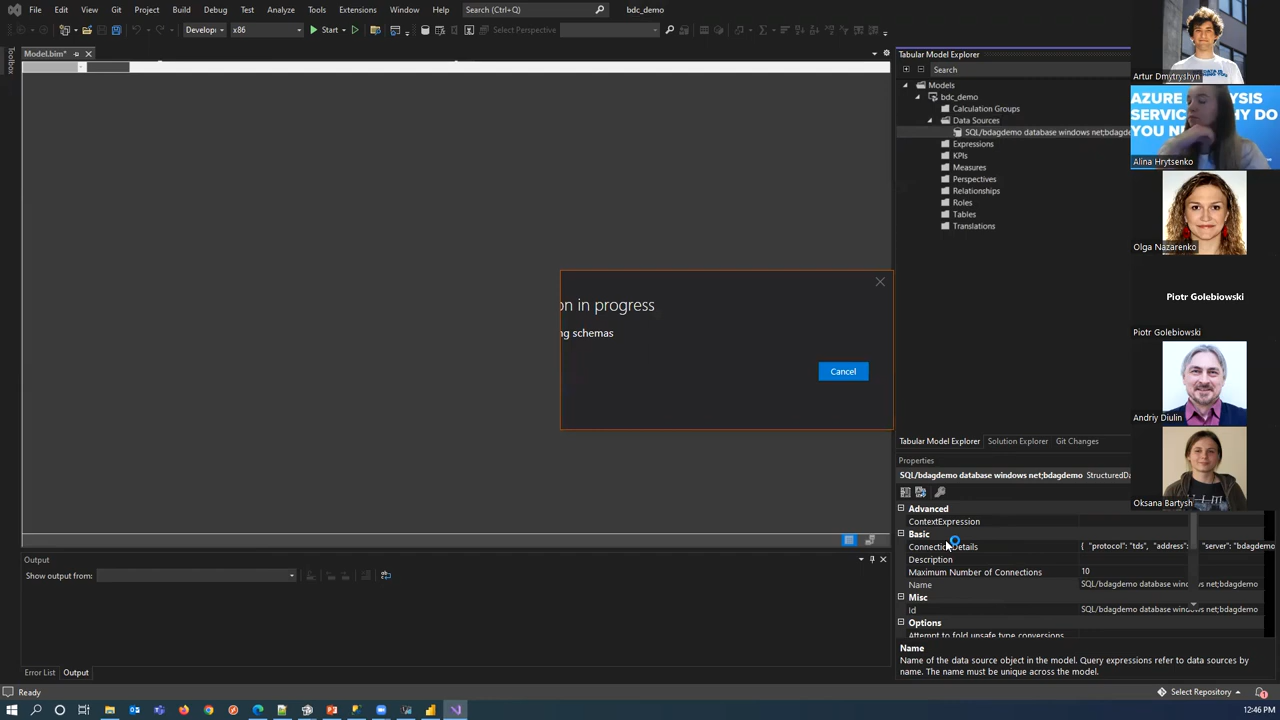 File Edit View Git Project Build Debug Test Analyze Tools Extensions Window Help Search (Ctrl+Q) bdc_demo
Develop x86 Start Select Perspective
Model.bim*
Toolbox
Tabular Model Explorer
Search
Models
bdc_demo
Calculation Groups
Data Sources
SQL/bdagdemo database windows net;bdagde
Expressions
KPIs
Measures
Perspectives
Relationships
Roles
Tables
Translations
on in progress
ng schemas
Cancel
Tabular Model Explorer Solution Explorer Git Changes
Properties
SQL/bdagdemo database windows net;bdagdemo StructuredDa
Advanced
ContextExpression
Basic
ConnectionDetails { "protocol": "tds", "address": "server": "bdagdemo
Description
Maximum Number of Connections 10
Name SQL/bdagdemo database windows net;bdagdemo
Misc
Id SQL/bdagdemo database windows net;bdagdemo
Options
Attempt to fold unsafe type conversions
Name
Name of the data source object in the model. Query expressions refer to data sources by
name. The name must be unique across the model.
Output
Show output from:
Error List Output
Ready
Select Repository
1
12:46 PM
Artur Dmytryshyn
AZURE YSIS
SERVIC HY DO
YOU N
Alina Hrytsenko
Olga Nazarenko
Piotr Golebiowski
Piotr Golebiowski
Andriy Diulin
Oksana Bartysh